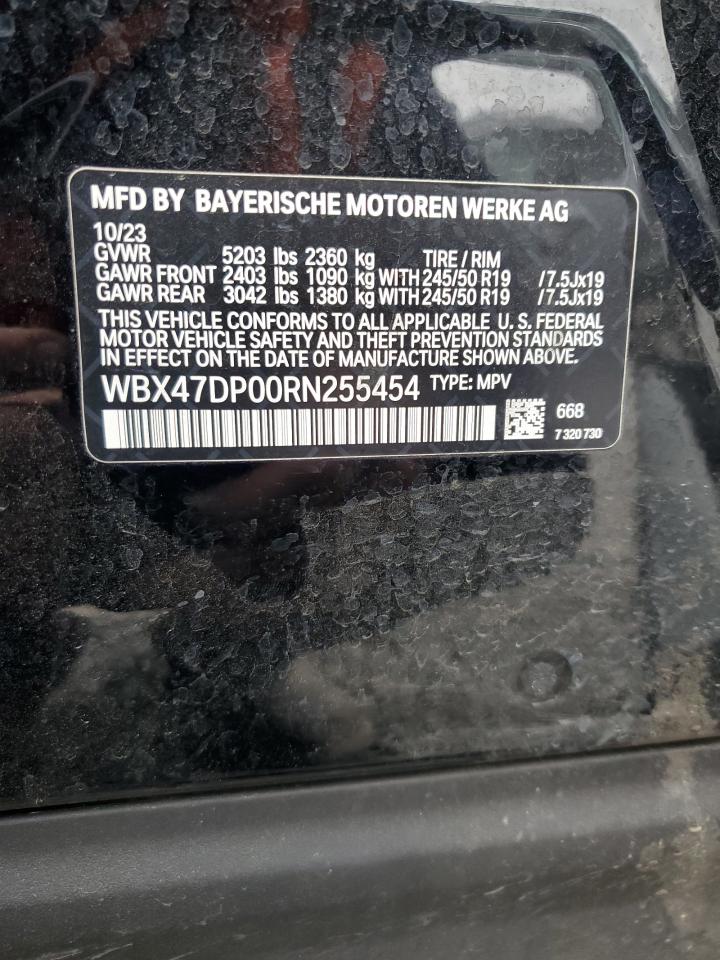 MFD BY BAYERISCHE MOTOREN WERKE AG
10/23
GVWR 5203 lbs 2360 kg TIRE / RIM
GAWR FRONT 2403 lbs 1090 kg WITH 245/50 R19 / 7.5Jx19
GAWR REAR 3042 lbs 1380 kg WITH 245/50 R19 / 7.5Jx19
THIS VEHICLE CONFORMS TO ALL APPLICABLE U. S. FEDERAL
MOTOR VEHICLE SAFETY AND THEFT PREVENTION STANDARDS
IN EFFECT ON THE DATE OF MANUFACTURE SHOWN ABOVE.
WBX47DP00RN255454 TYPE: MPV
668
7 320 730